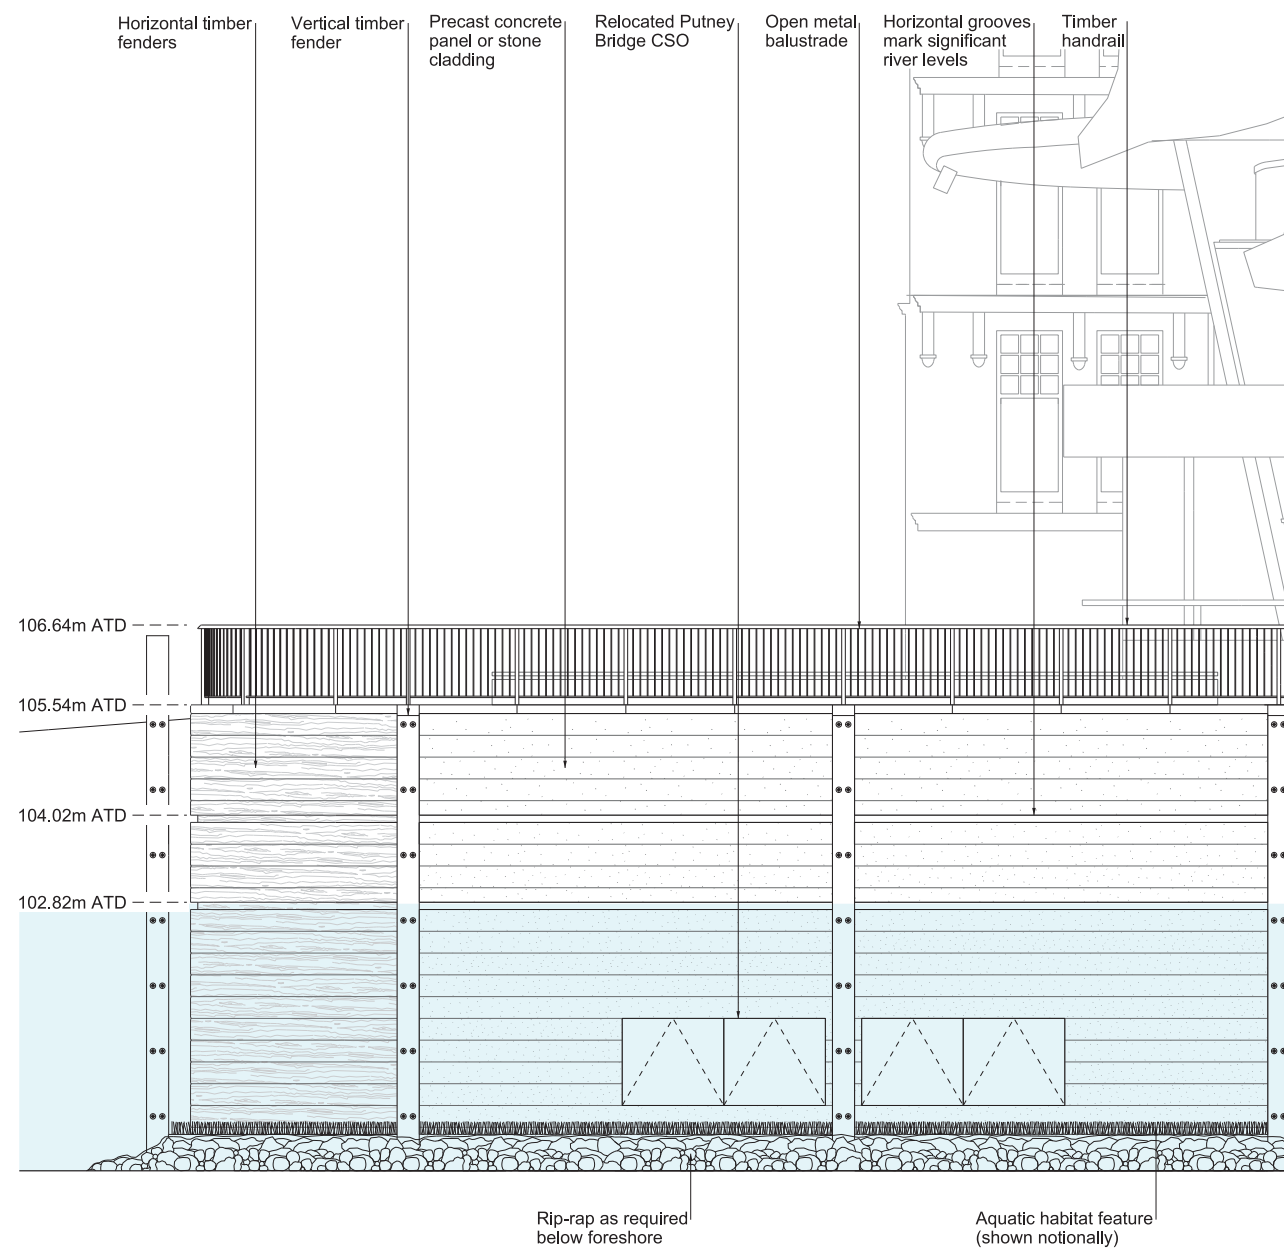 Horizontal timber
fenders
Vertical timber
fender
Precast concrete
panel or stone
cladding
Relocated Putney
Bridge CSO
Open metal
balustrade
Horizontal grooves
mark significant
river levels
Timber
handrail
106.64m ATD
105.54m ATD
104.02m ATD
102.82m ATD
Rip-rap as required
below foreshore
Aquatic habitat feature
(shown notionally)